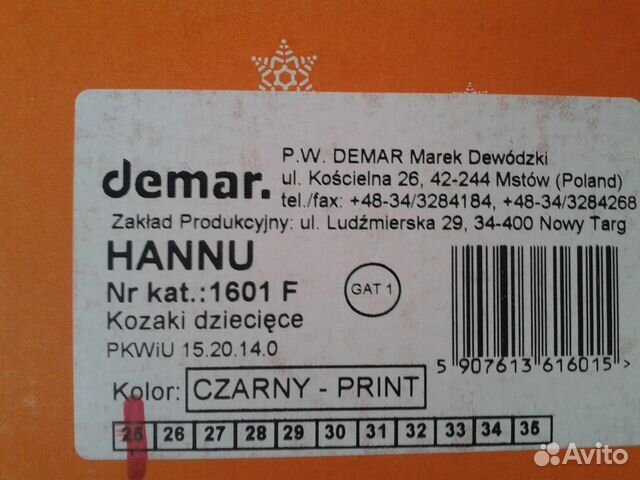 demar.
P.W. DEMAR Marek Dewódzki
ul. Kościelna 26, 42-244 Mstów (Poland)
tel./fax: +48-34/3284184, +48-34/3284268
Zakład Produkcyjny: ul. Ludźmierska 29, 34-400 Nowy Targ
HANNU
Nr kat.:1601 F
GAT 1
Kozaki dziecięce
PKWiU 15.20.14.0
5 907613 616015 >
Kolor: CZARNY - PRINT
25 26 27 28 29 30 31 32 33 34 35
Avito